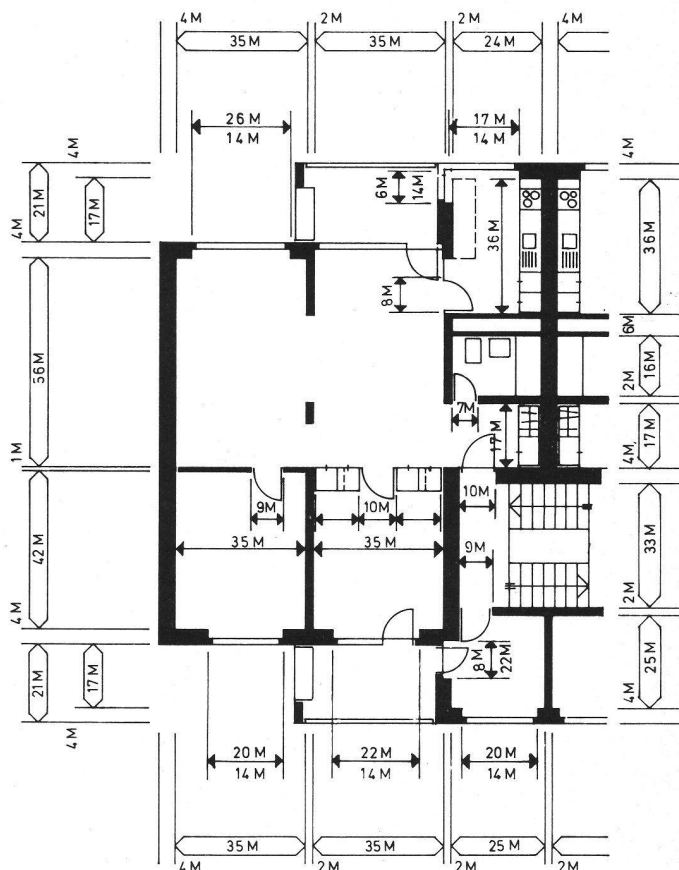 4M 2M 2M 4M
35M 35M 24M
26M 17M
14M 14M
4M 4M
21M 17M 6M 14M 36M 36M
4M
8M
6M
56M 16M
2M
7M 17M 17M
1M 4M
9M 10M 10M
42M 35M 35M 9M 33M
4M 2M
21M 17M 8M 22M 25M
4M
4M
20M 22M 20M
14M 14M 14M
35M 35M 25M
4M 2M 2M 2M